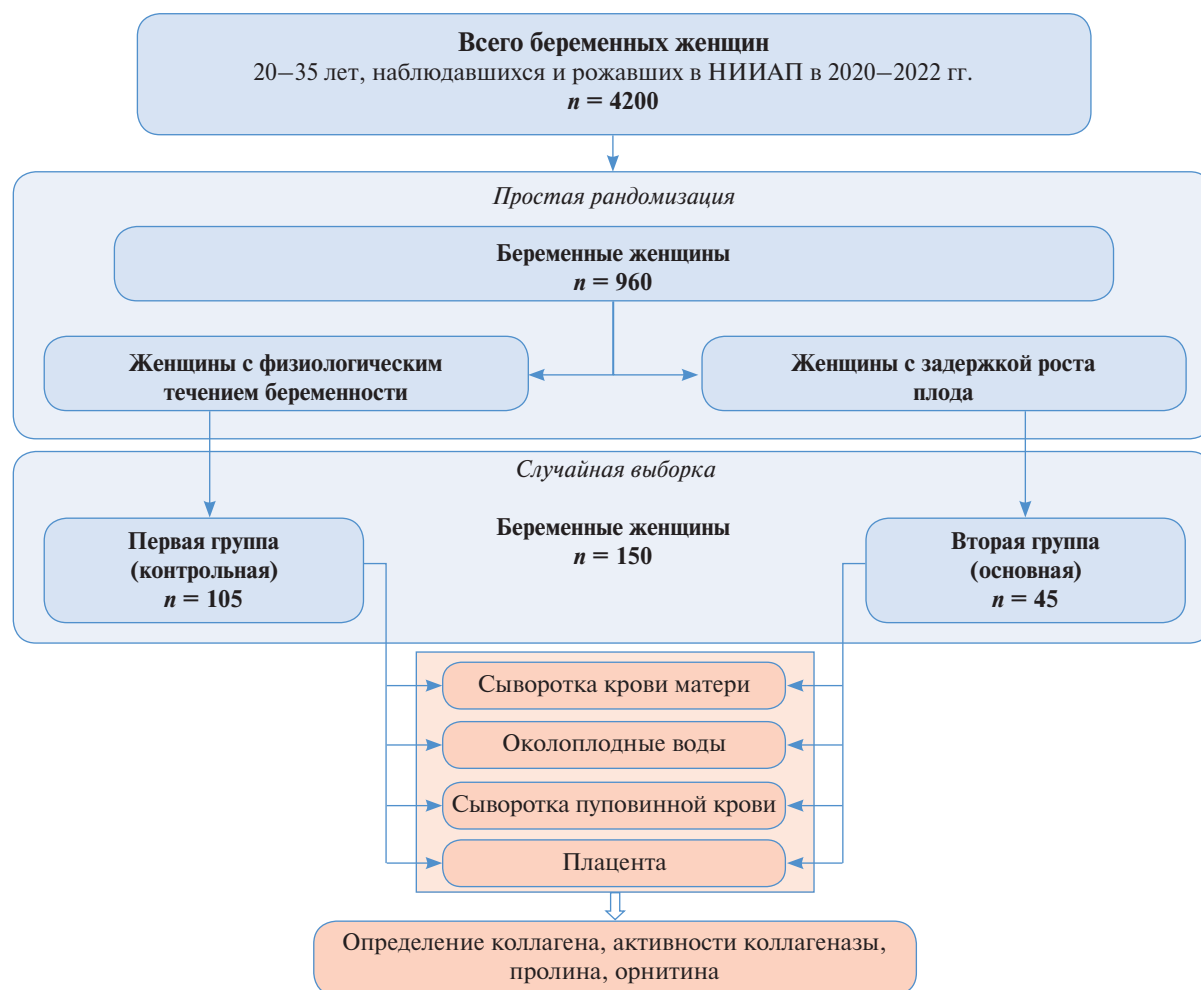 Всего беременных женщин
20–35 лет, наблюдавшихся и рожавших в НИИАП в 2020–2022 гг.
n = 4200
Простая рандомизация
Беременные женщины
n = 960
Женщины с физиологическим
течением беременности
Женщины с задержкой роста
плода
Случайная выборка
Первая группа
(контрольная)
n = 105
Беременные женщины
n = 150
Вторая группа
(основная)
n = 45
Сыворотка крови матери
Околоплодные воды
Сыворотка пуповинной крови
Плацента
Определение коллагена, активности коллагеназы,
пролина, орнитина